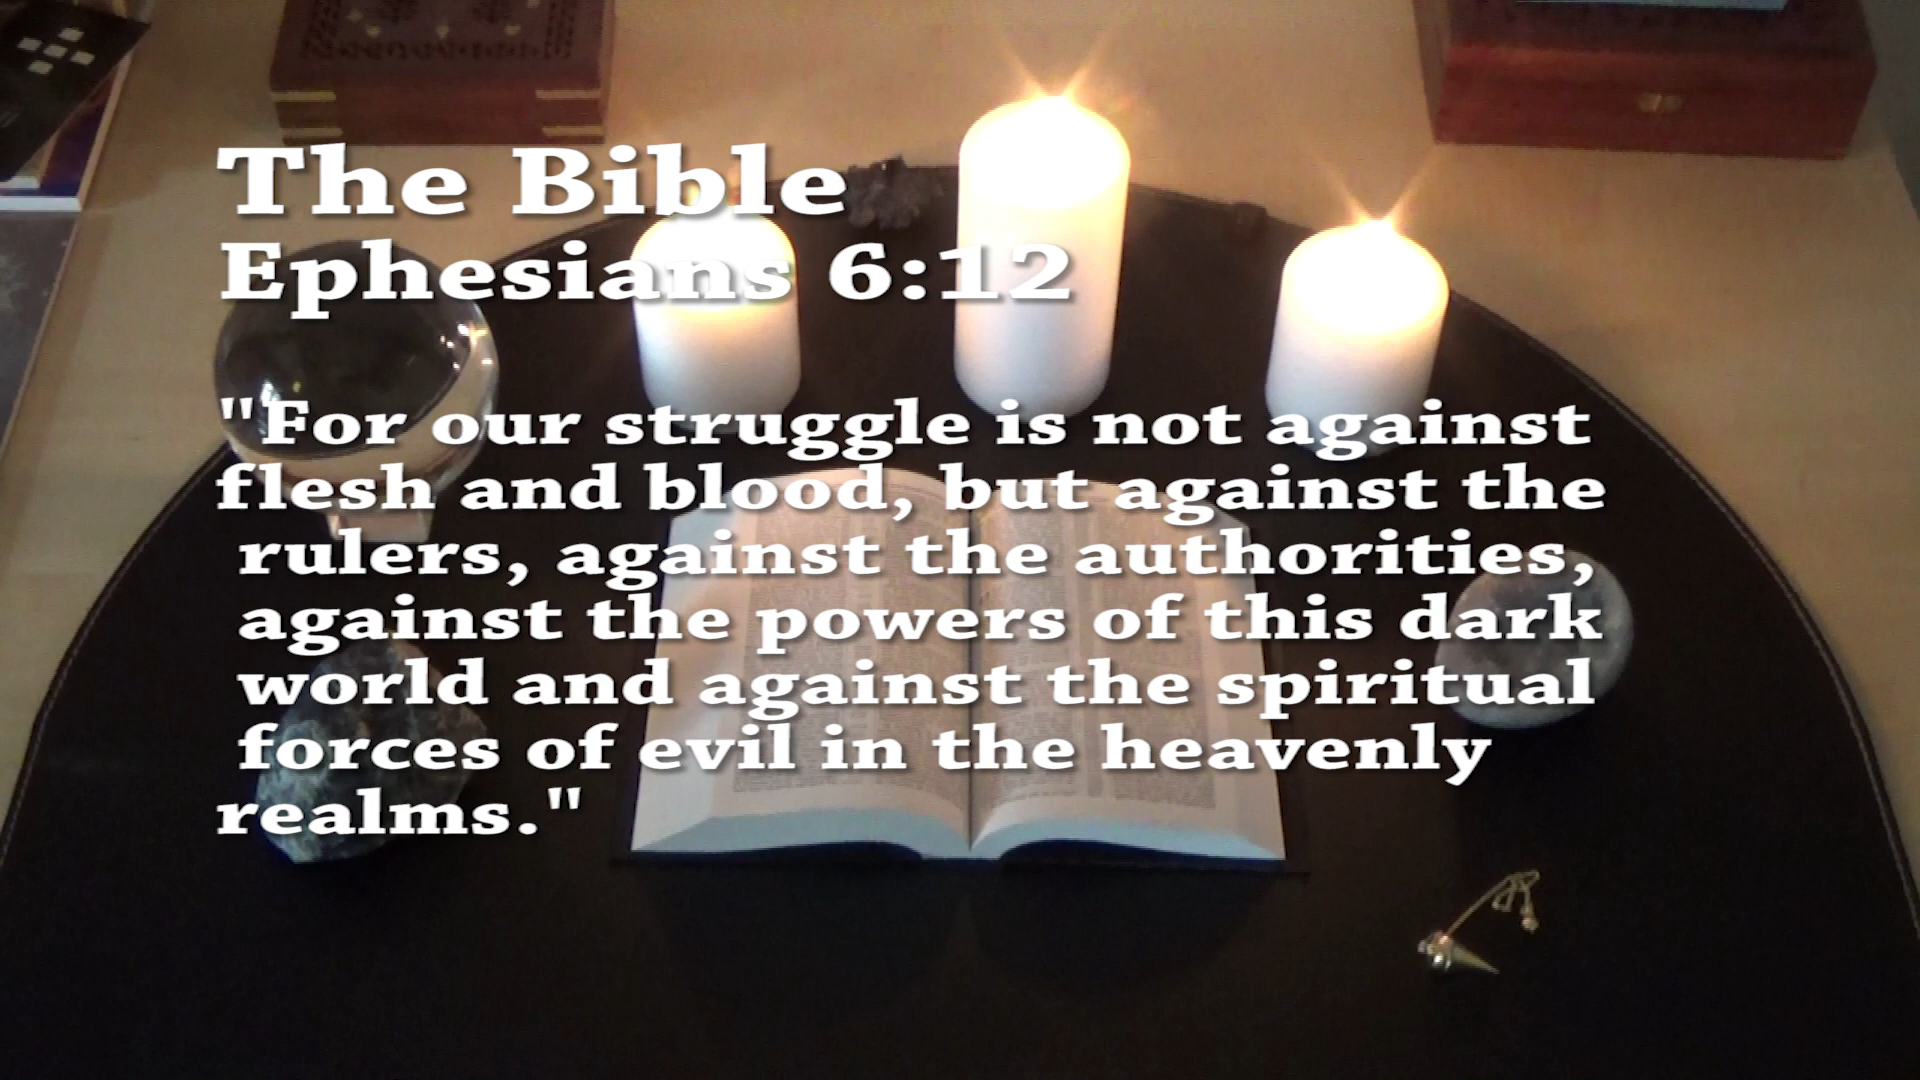 The Bible
Ephesians 6:12
"For our struggle is not against
flesh and blood, but against the
rulers, against the authorities,
against the powers of this dark
world and against the spiritual
forces of evil in the heavenly
realms."